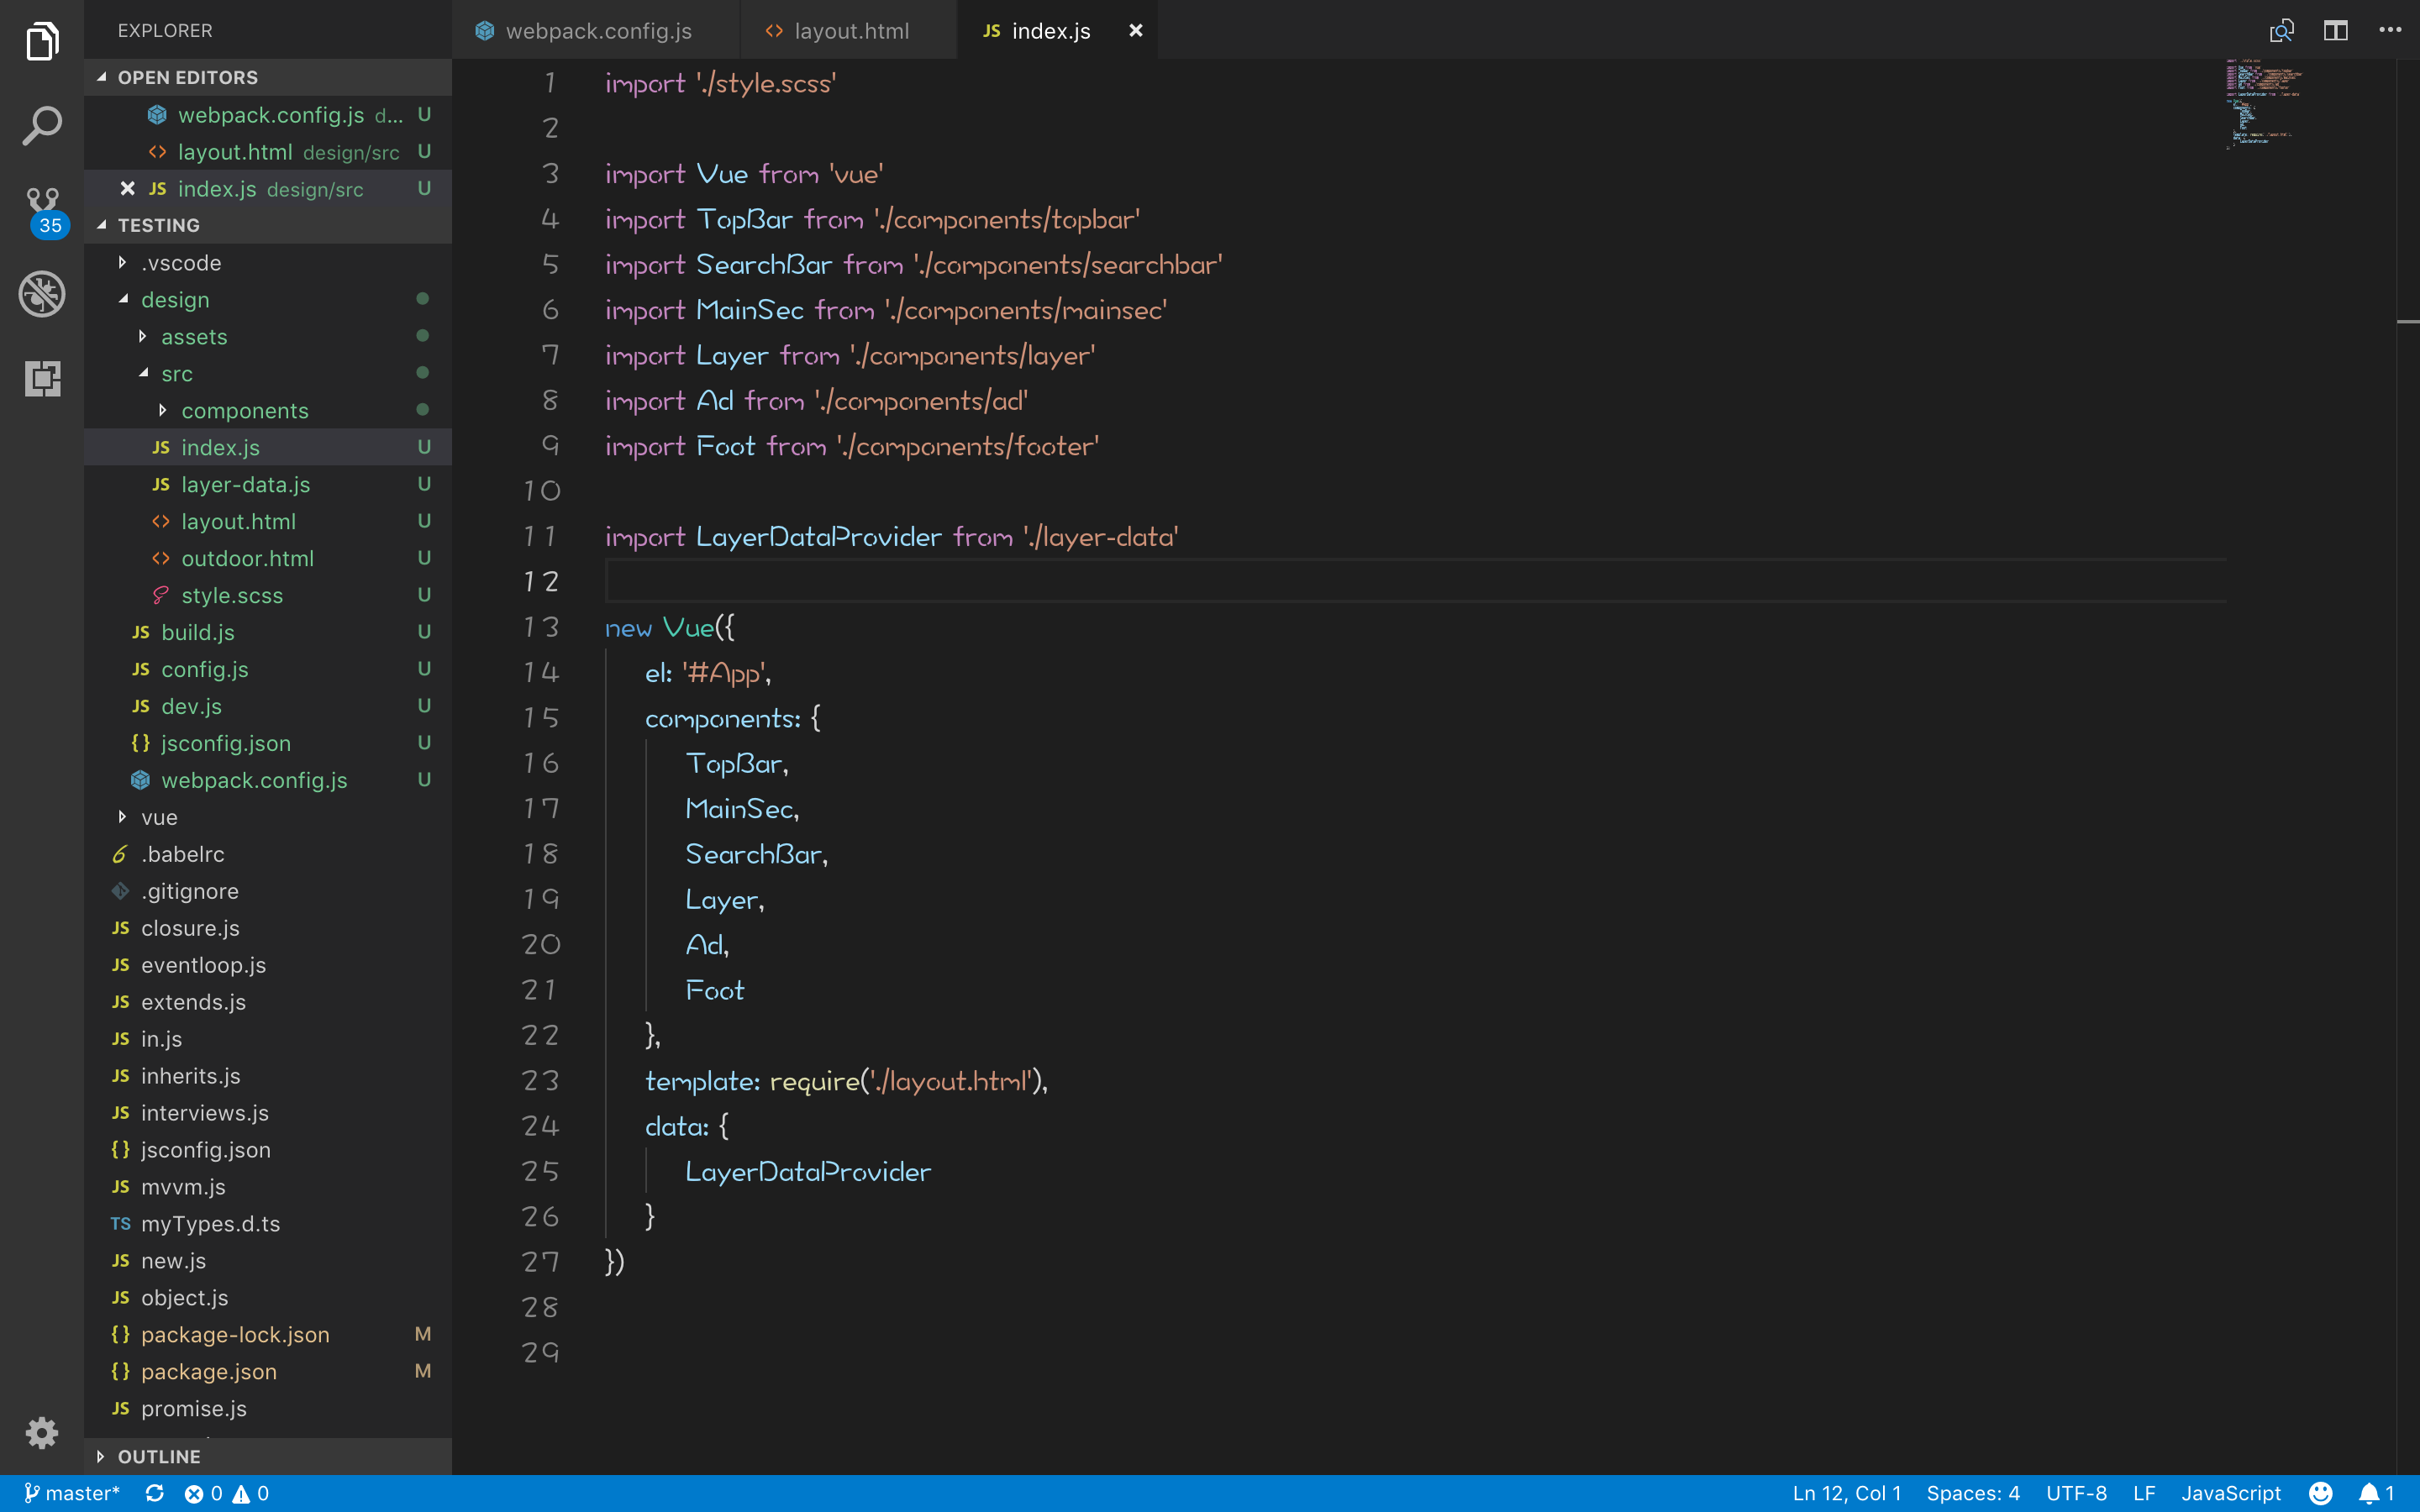 EXPLORER
OPEN EDITORS
webpack.config.js d... U
layout.html design/src U
JS index.js design/src U
35
TESTING
.vscode
design
assets
src
components
JS index.js U
JS layer-data.js U
<> layout.html U
<> outdoor.html U
style.scss U
JS build.js U
JS config.js U
JS dev.js U
{} jsconfig.json U
webpack.config.js U
vue
.babelrc
.gitignore
JS closure.js
JS eventloop.js
JS extends.js
JS in.js
JS inherits.js
JS interviews.js
{} jsconfig.json
JS mvvm.js
TS myTypes.d.ts
JS new.js
JS object.js
{} package-lock.json M
{} package.json M
JS promise.js
OUTLINE
webpack.config.js
<> layout.html
JS index.js
1 import './style.scss'
2
3 import Vue from 'vue'
4 import TopBar from './components/topbar'
5 import SearchBar from './components/searchbar'
6 import MainSec from './components/mainsec'
7 import Layer from './components/layer'
8 import Ad from './components/ad'
9 import Foot from './components/footer'
10
11 import LayerDataProvider from './layer-data'
12
13 new Vue({
14 el: '#App',
15 components: {
16 TopBar,
17 MainSec,
18 SearchBar,
19 Layer,
20 Ad,
21 Foot
22 },
23 template: require('./layout.html'),
24 data: {
25 LayerDataProvider
26 }
27 })
28
29
master* 0 0 Ln 12, Col 1 Spaces: 4 UTF-8 LF JavaScript 1